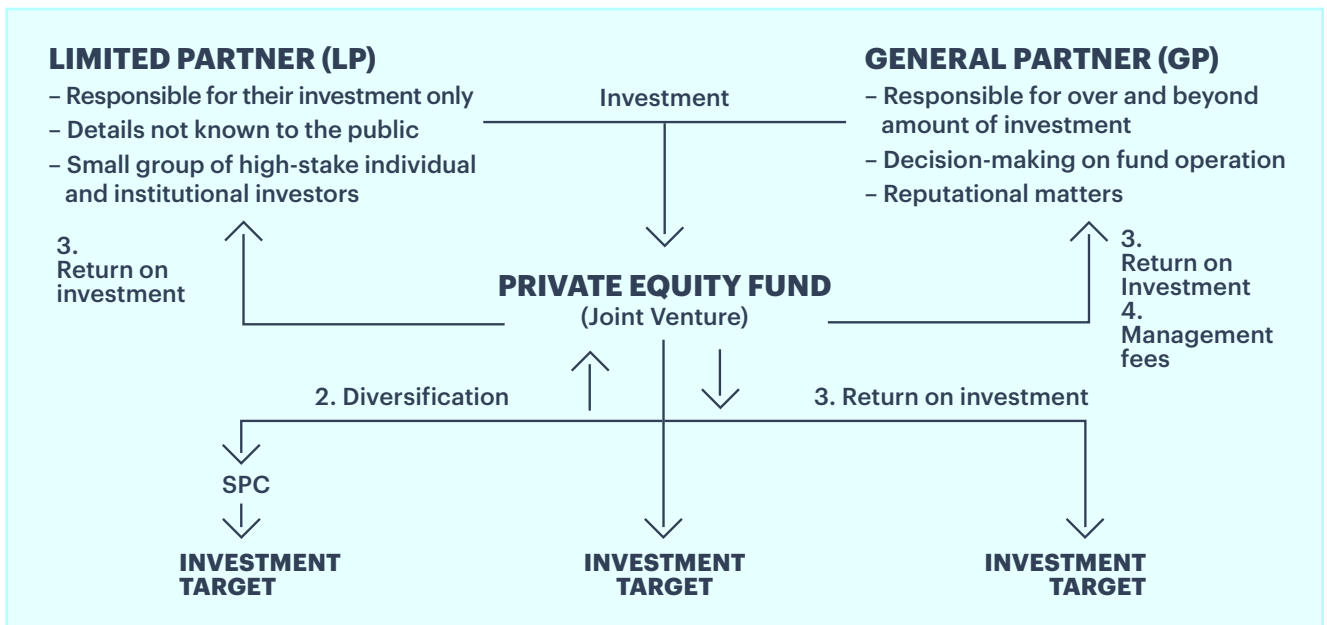 LIMITED PARTNER (LP)
– Responsible for their investment only
– Details not known to the public
– Small group of high-stake individual
and institutional investors
Investment
GENERAL PARTNER (GP)
– Responsible for over and beyond
amount of investment
– Decision-making on fund operation
– Reputational matters
3.
Return on
investment
PRIVATE EQUITY FUND
(Joint Venture)
3.
Return on
Investment
4.
Management
fees
2. Diversification
3. Return on investment
SPC
INVESTMENT
TARGET
INVESTMENT
TARGET
INVESTMENT
TARGET